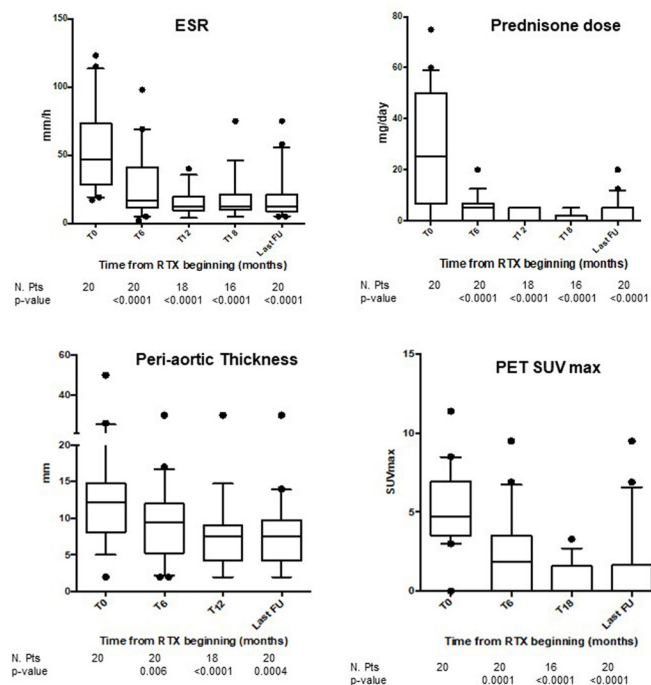 ESR
150
100
50
0
mm/h
T0 T6 T12 T18 Last FU
Time from RTX beginning (months)
N. Pts 20 20 18 16 20
p-value <0.0001 <0.0001 <0.0001 <0.0001
Prednisone dose
80
60
40
20
0
mg/day
T0 T6 T12 T18 Last FU
Time from RTX beginning (months)
N. Pts 20 20 18 16 20
p-value <0.0001 <0.0001 <0.0001 <0.0001
Peri-aortic Thickness
60
40
20
15
10
5
0
mm
T0 T6 T12 Last FU
Time from RTX beginning (months)
N. Pts 20 20 18 20
p-value 0.006 <0.0001 0.0004
PET SUV max
15
10
5
0
SUVmax
T0 T6 T18 Last FU
Time from RTX beginning (months)
N. Pts 20 20 16 20
p-value 0.0001 <0.0001 <0.0001